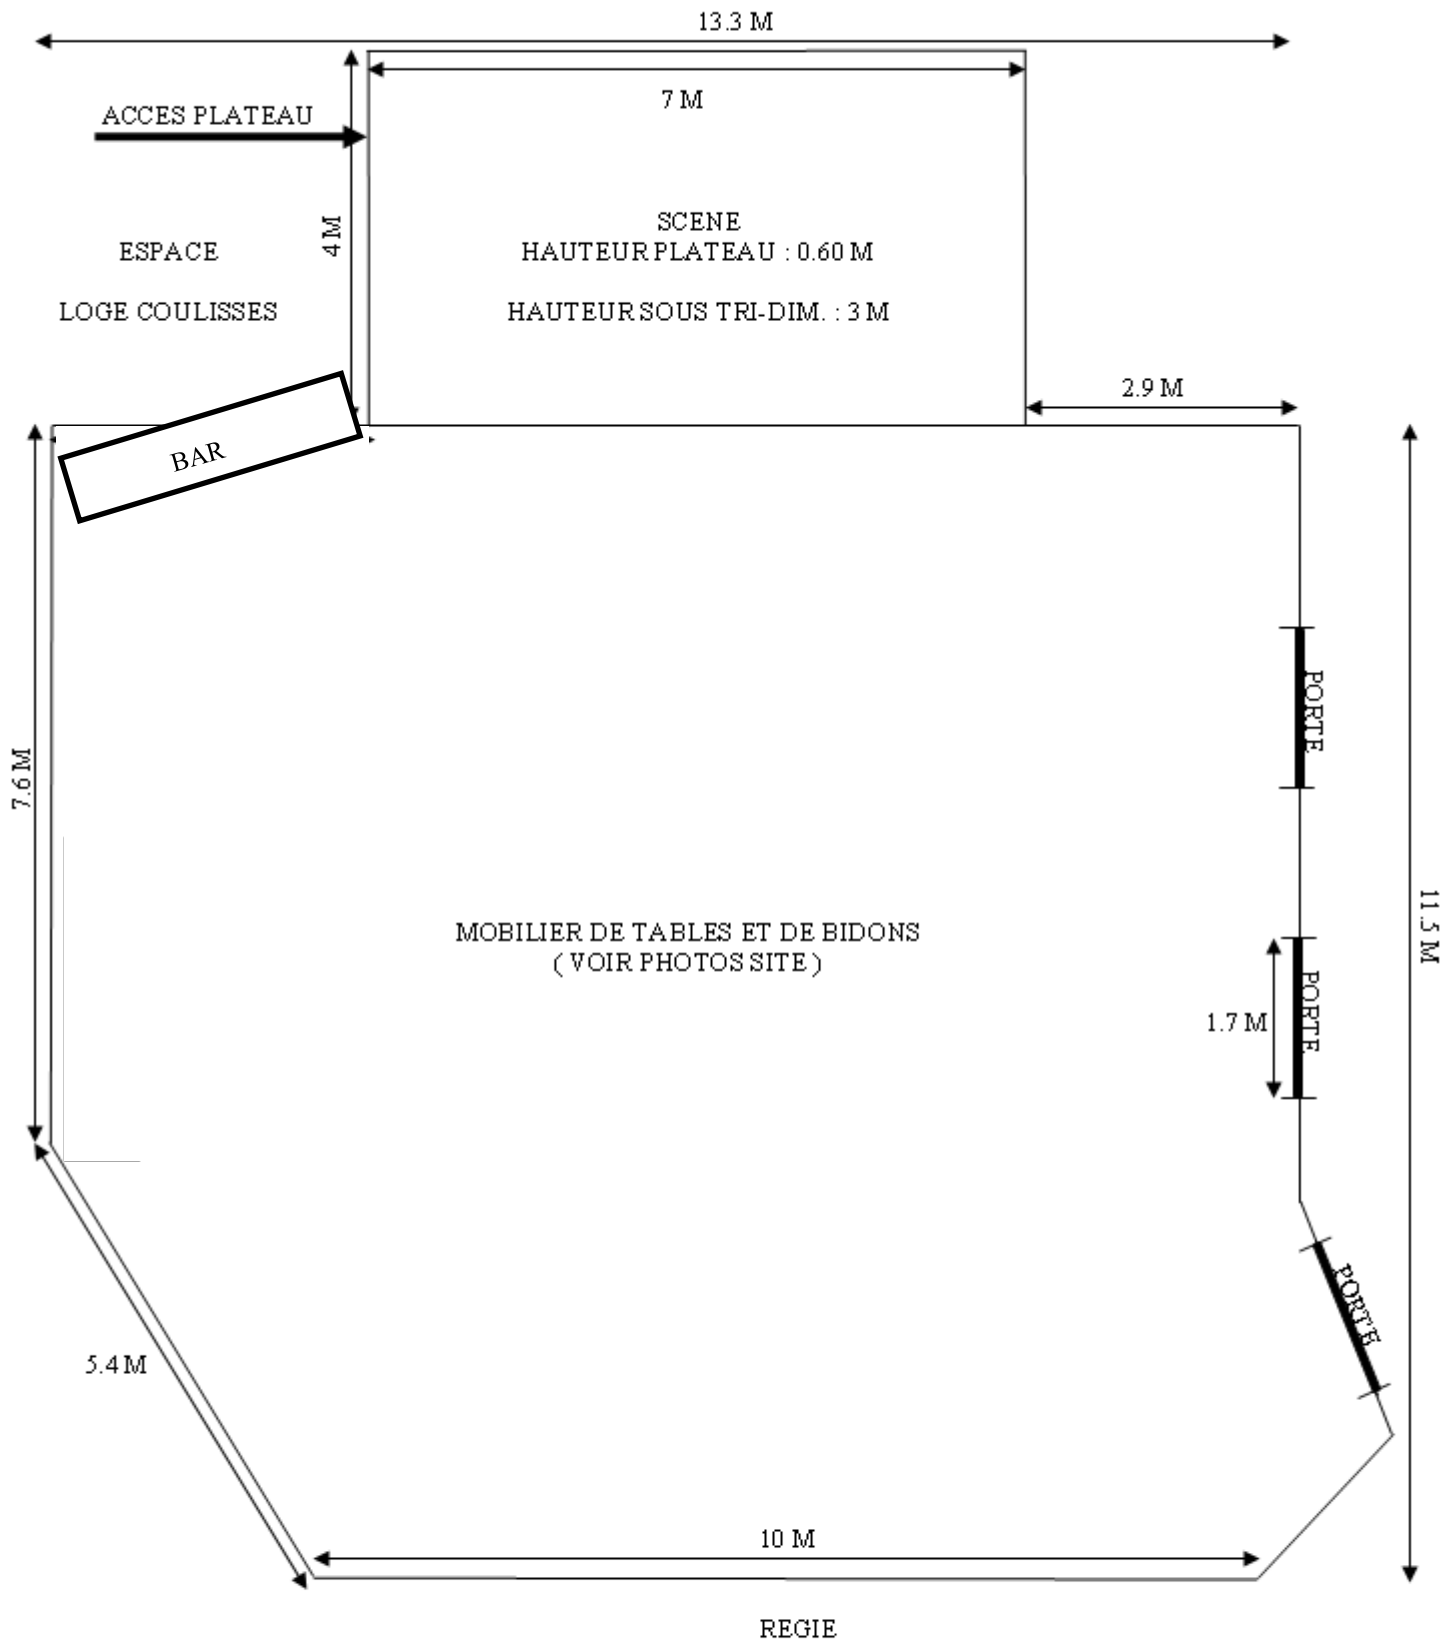 13.3 M
7 M
ACCES PLATEAU
4 M
SCENE
HAUTEUR PLATEAU : 0.60 M
ESPACE
LOGE COULISSES
HAUTEUR SOUS TRI-DIM. : 3 M
2.9 M
BAR
PORTE
7.6 M
11.5 M
MOBILIER DE TABLES ET DE BIDONS
( VOIR PHOTOS SITE )
PORTE
1.7 M
PORTE
5.4 M
10 M
REGIE